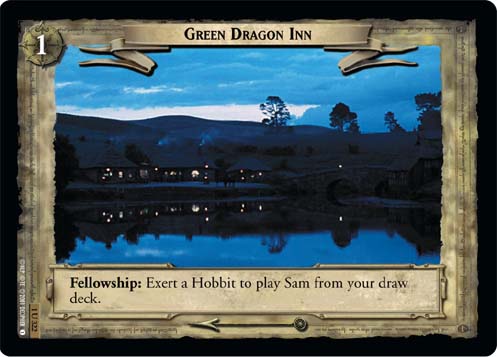 GREEN DRAGON INN
1
Fellowship: Exert a Hobbit to play Sam from your draw
deck.
1 U 322